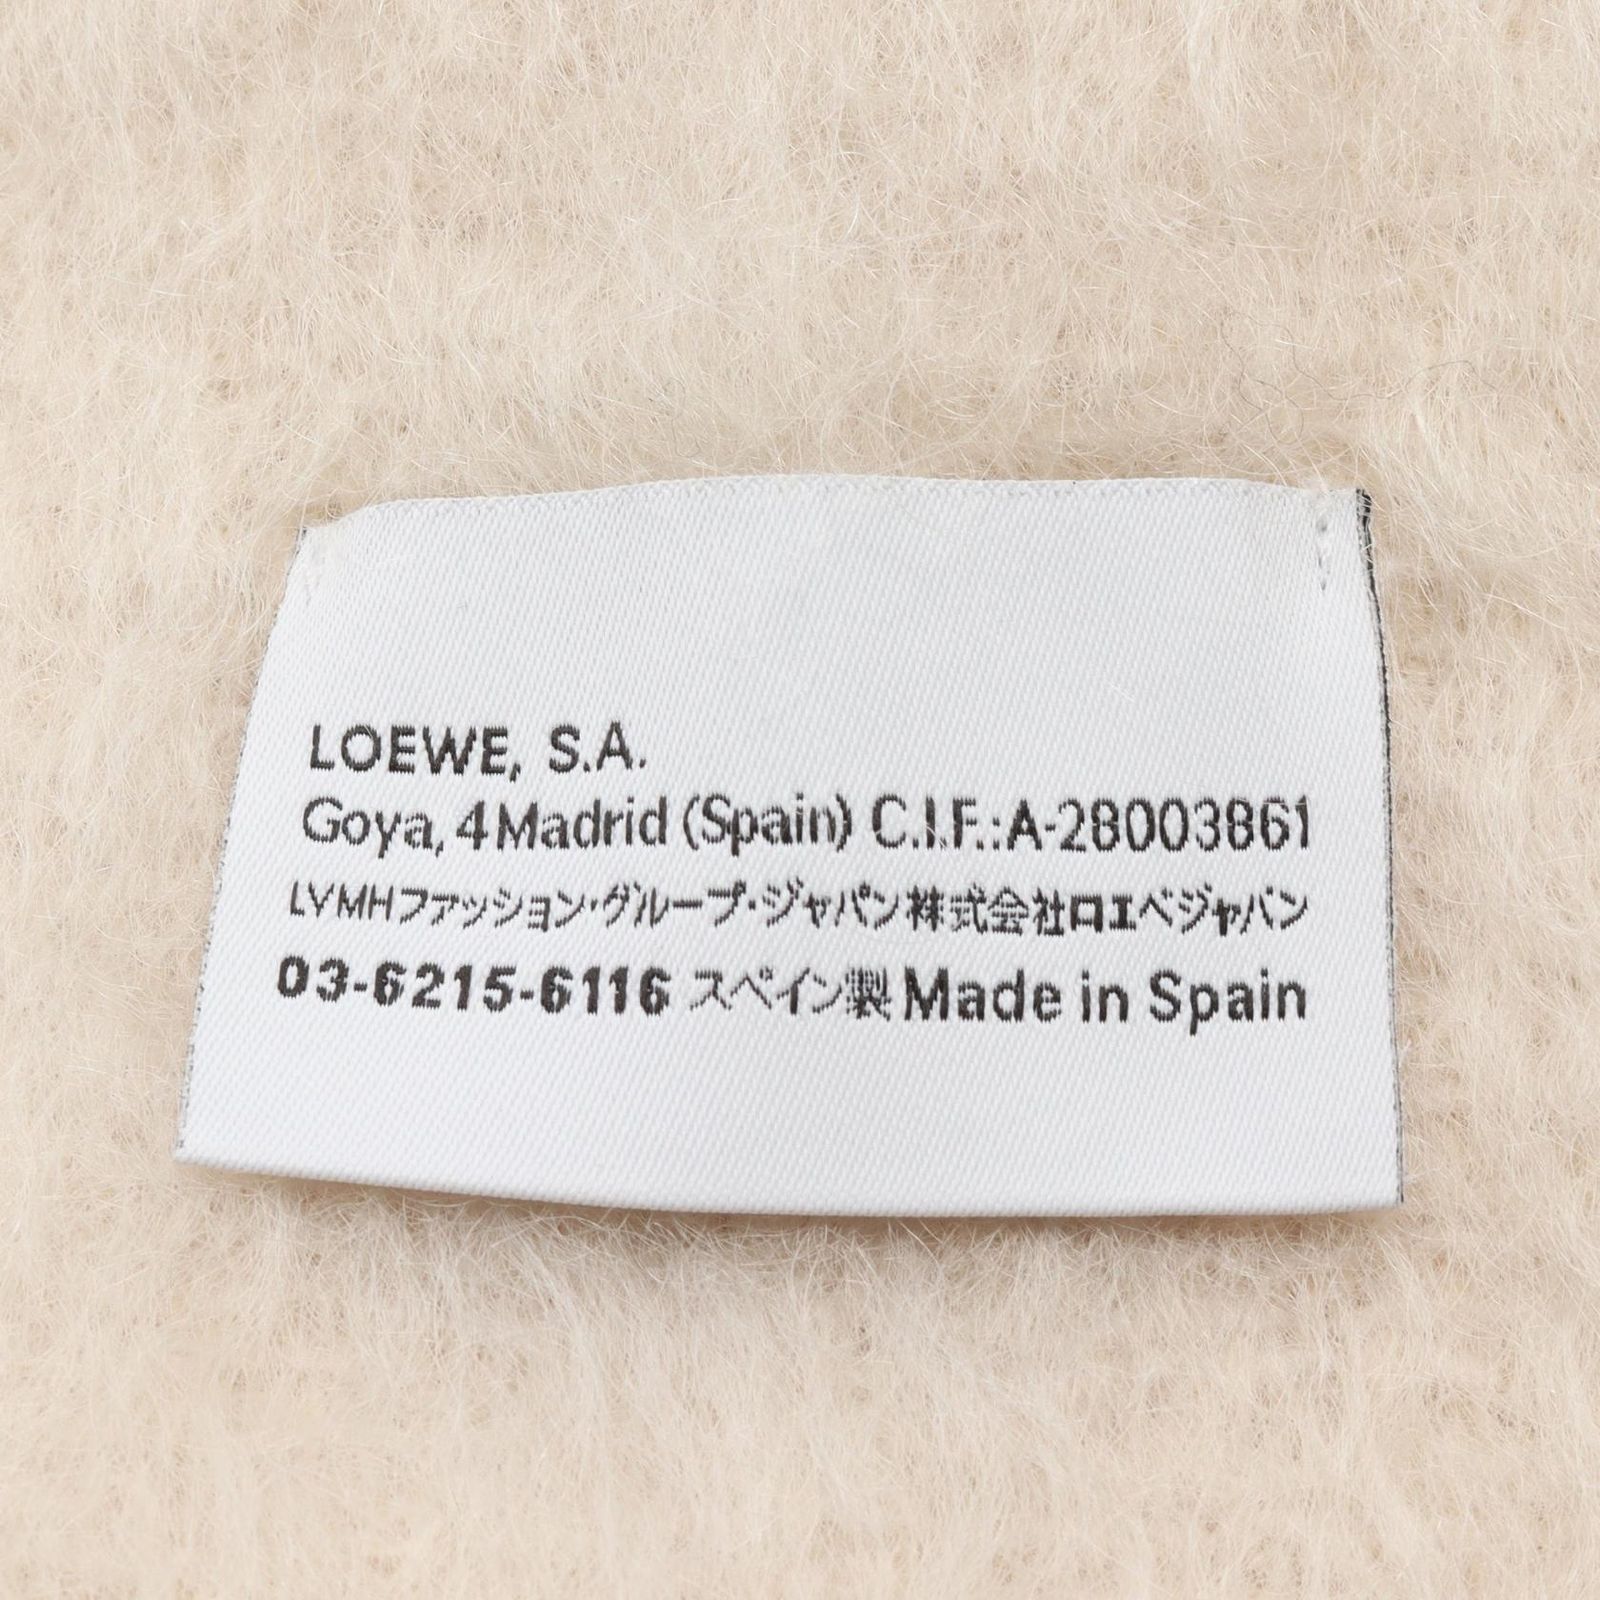 LOEWE, S.A.
Goya, 4 Madrid (Spain) C.I.F.:A-28003861
LVMHファッション・グループ・ジャパン株式会社ロエベジャパン
03-6215-6116 スペイン製 Made in Spain